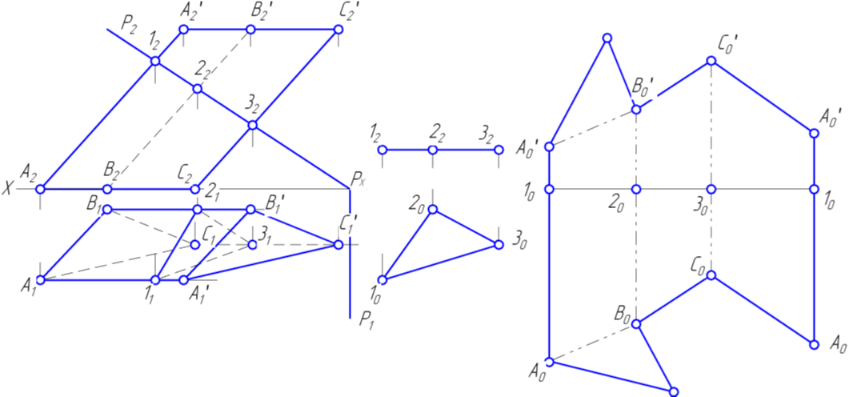 P₂ A₂' B₂' C₂'
1₂
2₂
3₂
A₂ B₂ C₂ Pₓ
X
2₁
B₁ B₁'
C₁ 3₁ C₁'
A₁ 1₁ A₁'
P₁
1₂ 2₂ 3₂
2₀
3₀
1₀
C₀'
B₀'
A₀' A₀'
1₀ 2₀ 3₀ 1₀
C₀
B₀
A₀ A₀